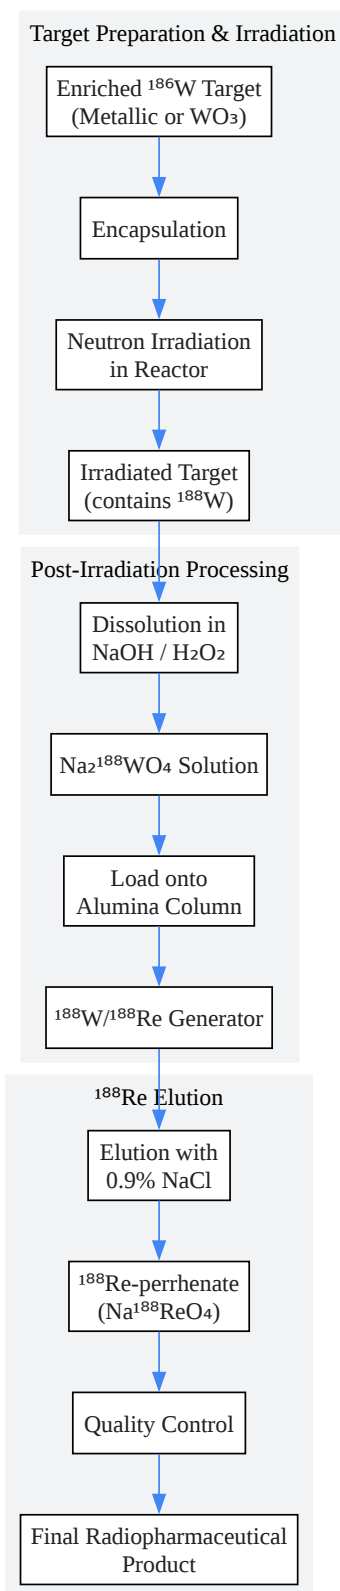 Target Preparation & Irradiation
Enriched ¹⁸⁶W Target
(Metallic or WO₃)
Encapsulation
Neutron Irradiation
in Reactor
Irradiated Target
(contains ¹⁸⁸W)
Post-Irradiation Processing
Dissolution in
NaOH / H₂O₂
Na₂¹⁸⁸WO₄ Solution
Load onto
Alumina Column
¹⁸⁸W/¹⁸⁸Re Generator
¹⁸⁸Re Elution
Elution with
0.9% NaCl
¹⁸⁸Re-perrhenate
(Na¹⁸⁸ReO₄)
Quality Control
Final Radiopharmaceutical
Product